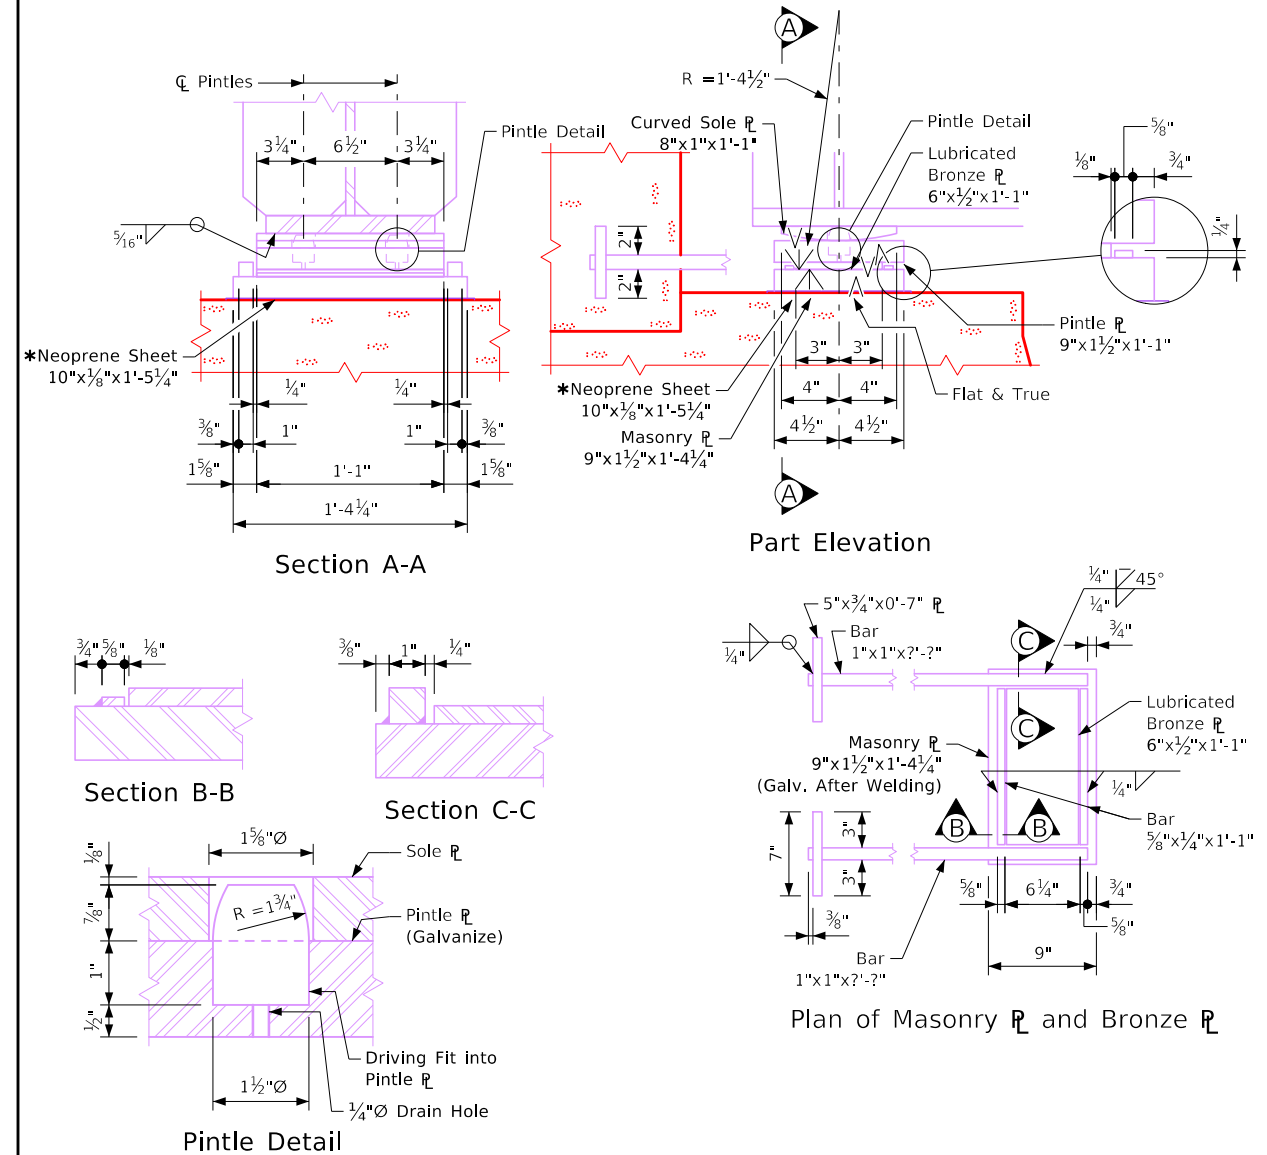 ℄ Pintles
3¼"
6½"
3¼"
Pintle Detail
5⁄16"
*Neoprene Sheet
10"x⅛"x1'-5¼"
¼"
¼"
⅜"
1"
1"
⅜"
1⅝"
1'-1"
1⅝"
1'-4¼"
Section A-A
A
R = 1'-4½"
Curved Sole ⅊
8"x1"x1'-1"
Pintle Detail
Lubricated
Bronze ⅊
6"x½"x1'-1"
2"
2"
⅝"
⅛"
¾"
¼"
Pintle ⅊
9"x1½"x1'-1"
3"
3"
*Neoprene Sheet
10"x⅛"x1'-5¼"
4"
4"
Flat & True
4½"
4½"
Masonry ⅊
9"x1½"x1'-4¼"
A
Part Elevation
¾"
⅝"
⅛"
Section B-B
⅜"
1"
¼"
Section C-C
1⅝"Ø
⅛"
⅞"
1"
½"
R = 1¾"
Sole ⅊
Pintle ⅊
(Galvanize)
Driving Fit into
Pintle ⅊
1½"Ø
¼"Ø Drain Hole
Pintle Detail
5"x¾"x0'-7" ⅊
Bar
1"x1"x?'-?"
¼"
¼"
45°
¼"
¾"
C
C
Lubricated
Bronze ⅊
6"x½"x1'-1"
Masonry ⅊
9"x1½"x1'-4¼"
(Galv. After Welding)
¼"
B
B
Bar
⅝"x¼"x1'-1"
7"
3"
3"
⅜"
Bar
1"x1"x?'-?"
⅝"
6¼"
¾"
⅝"
9"
Plan of Masonry ⅊ and Bronze ⅊